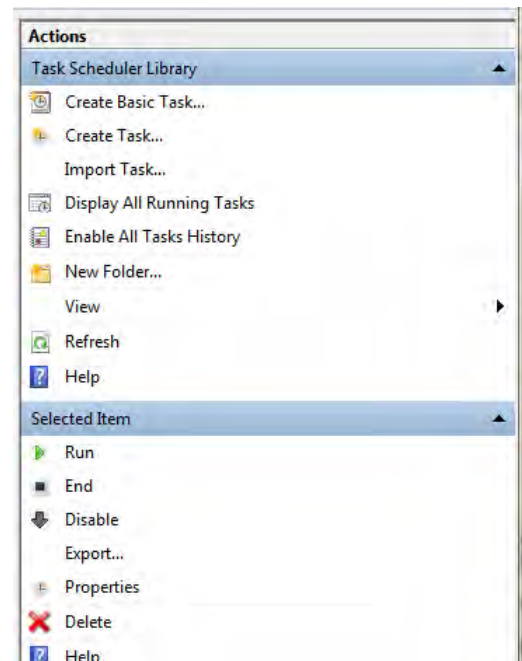 Actions
Task Scheduler Library
Create Basic Task...
Create Task...
Import Task...
Display All Running Tasks
Enable All Tasks History
New Folder...
View
Refresh
Help
Selected Item
Run
End
Disable
Export...
Properties
Delete
Help